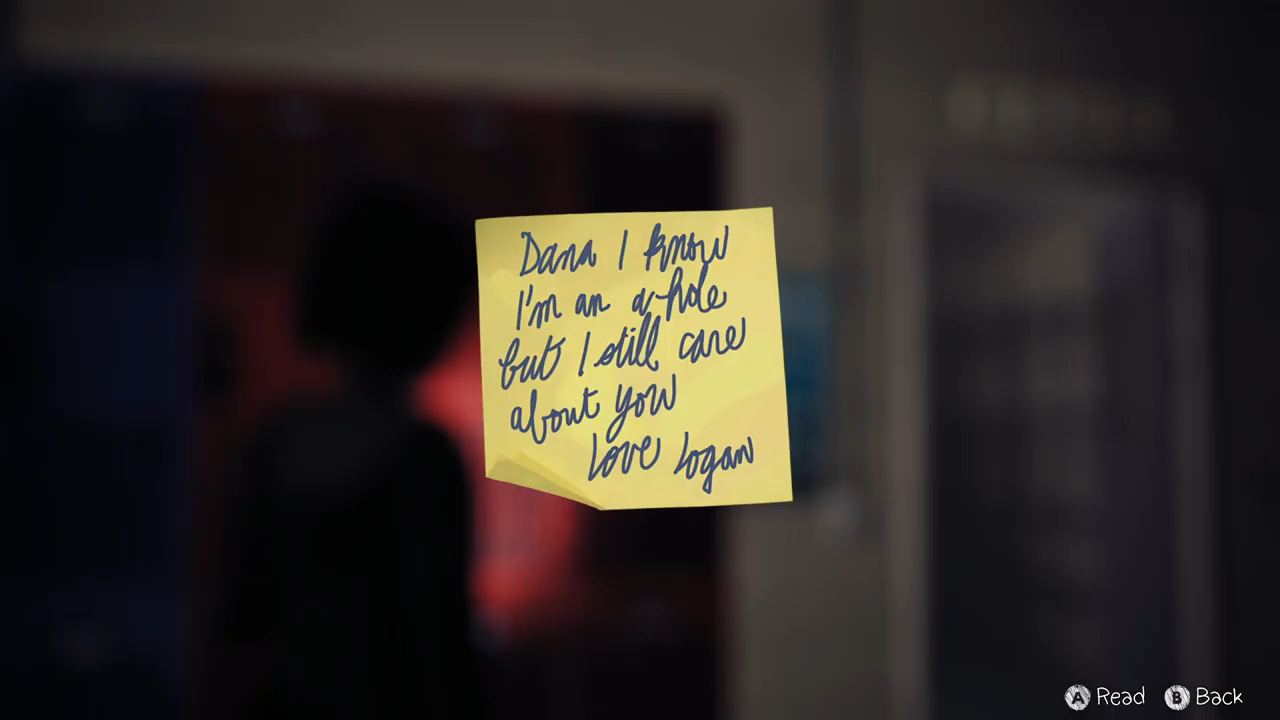 Dana I know
I'm an a-hole
but I still care
about you
Love Logan
A Read B Back